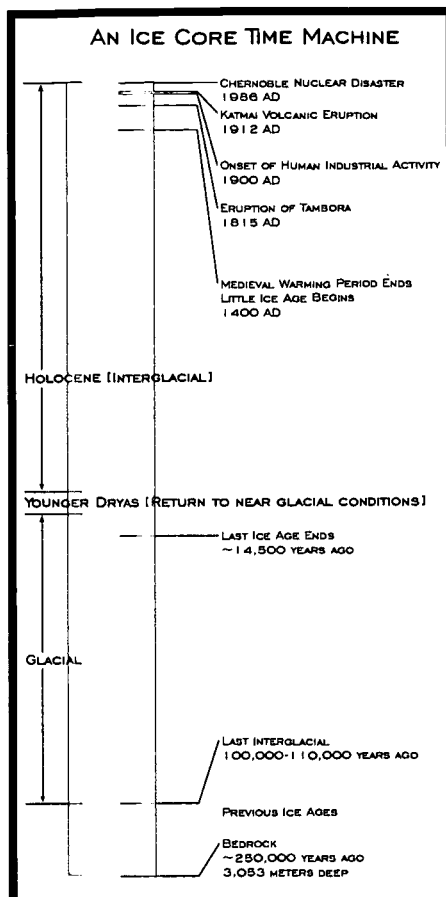 AN ICE CORE TIME MACHINE
CHERNOBLE NUCLEAR DISASTER
1986 AD
KATMAI VOLCANIC ERUPTION
1912 AD
ONSET OF HUMAN INDUSTRIAL ACTIVITY
1900 AD
ERUPTION OF TAMBORA
1815 AD
MEDIEVAL WARMING PERIOD ENDS
LITTLE ICE AGE BEGINS
1400 AD
HOLOCENE [INTERGLACIAL]
YOUNGER DRYAS [RETURN TO NEAR GLACIAL CONDITIONS]
LAST ICE AGE ENDS
~14,500 YEARS AGO
GLACIAL
LAST INTERGLACIAL
100,000-110,000 YEARS AGO
PREVIOUS ICE AGES
BEDROCK
~250,000 YEARS AGO
3,053 METERS DEEP